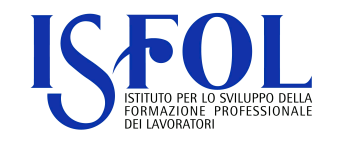 ISFOL
ISTITUTO PER LO SVILUPPO DELLA
FORMAZIONE PROFESSIONALE
DEI LAVORATORI